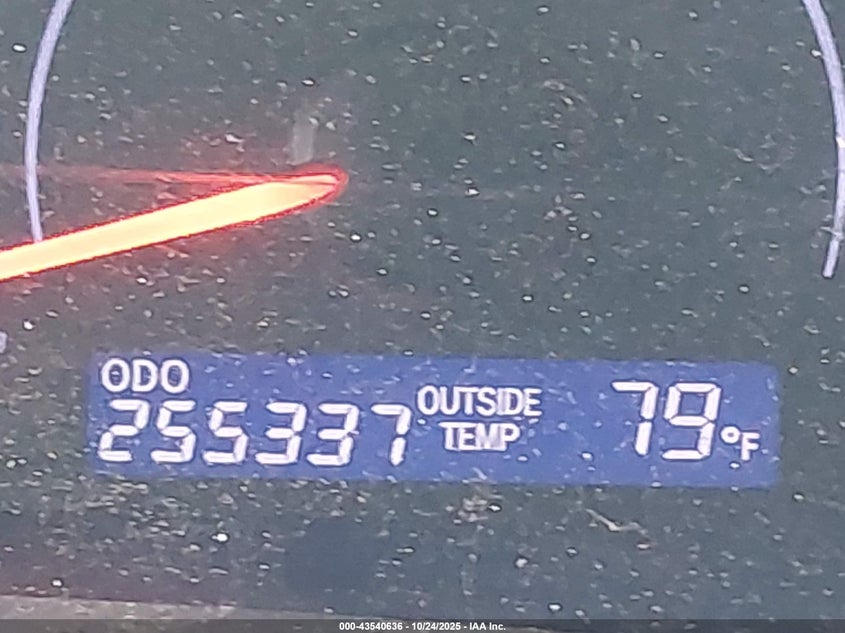 ODO
255337
OUTSIDE
TEMP
79°F
000-43540636 - 10/24/2025 - IAA Inc.